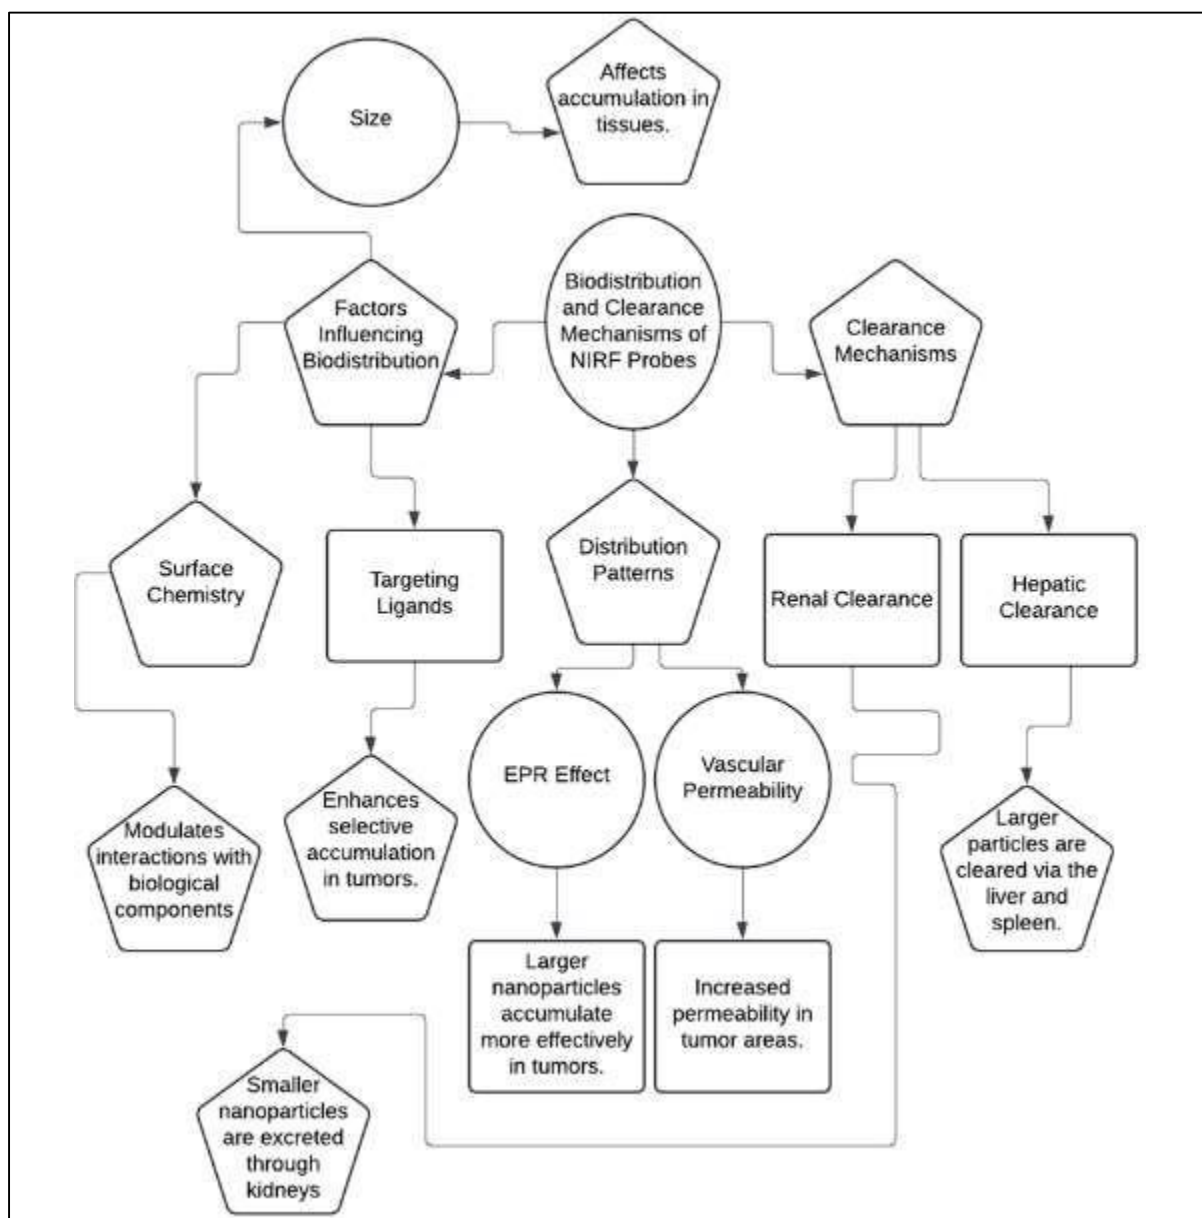 Size
Affects
accumulation in
tissues.
Biodistribution
and Clearance
Mechanisms of
NIRF Probes
Factors
Influencing
Biodistribution
Clearance
Mechanisms
Surface
Chemistry
Targeting
Ligands
Distribution
Patterns
Renal Clearance
Hepatic
Clearance
EPR Effect
Vascular
Permeability
Modulates
interactions with
biological
components
Enhances
selective
accumulation
in tumors.
Larger
particles are
cleared via the
liver and
spleen.
Larger
nanoparticles
accumulate
more effectively
in tumors.
Increased
permeability in
tumor areas.
Smaller
nanoparticles
are excreted
through
kidneys